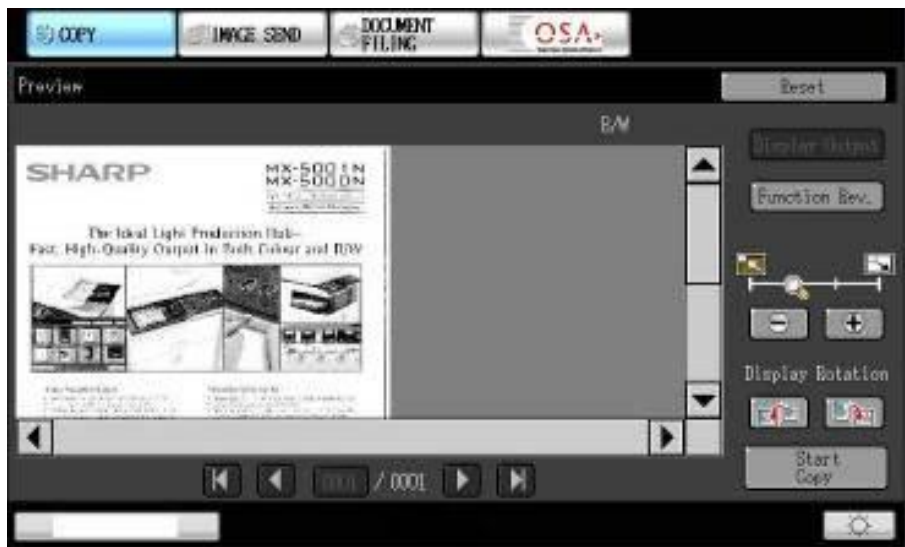 COPY
IMAGE SEND
DOCUMENT
FILING
OSA
Preview
Reset
B/W
Display Output
Function Rev.
SHARP
MX-5001N
MX-5000N
The Ideal Light Production Hub—
Fast, High-Quality Output in Both Colour and B/W
Display Rotation
Start
Copy
/ 0001